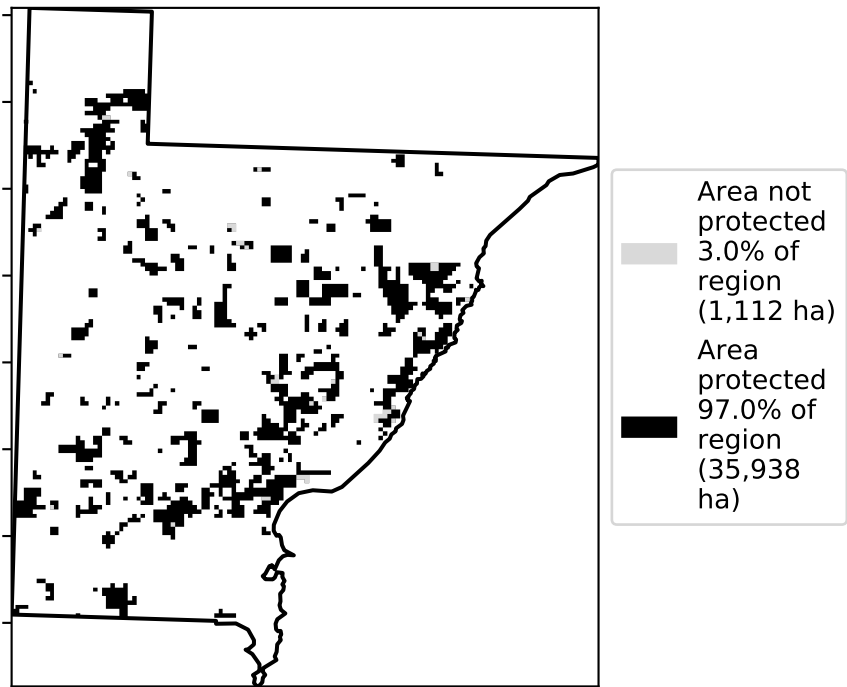 Area not
protected
3.0% of
region
(1,112 ha)
Area
protected
97.0% of
region
(35,938
ha)